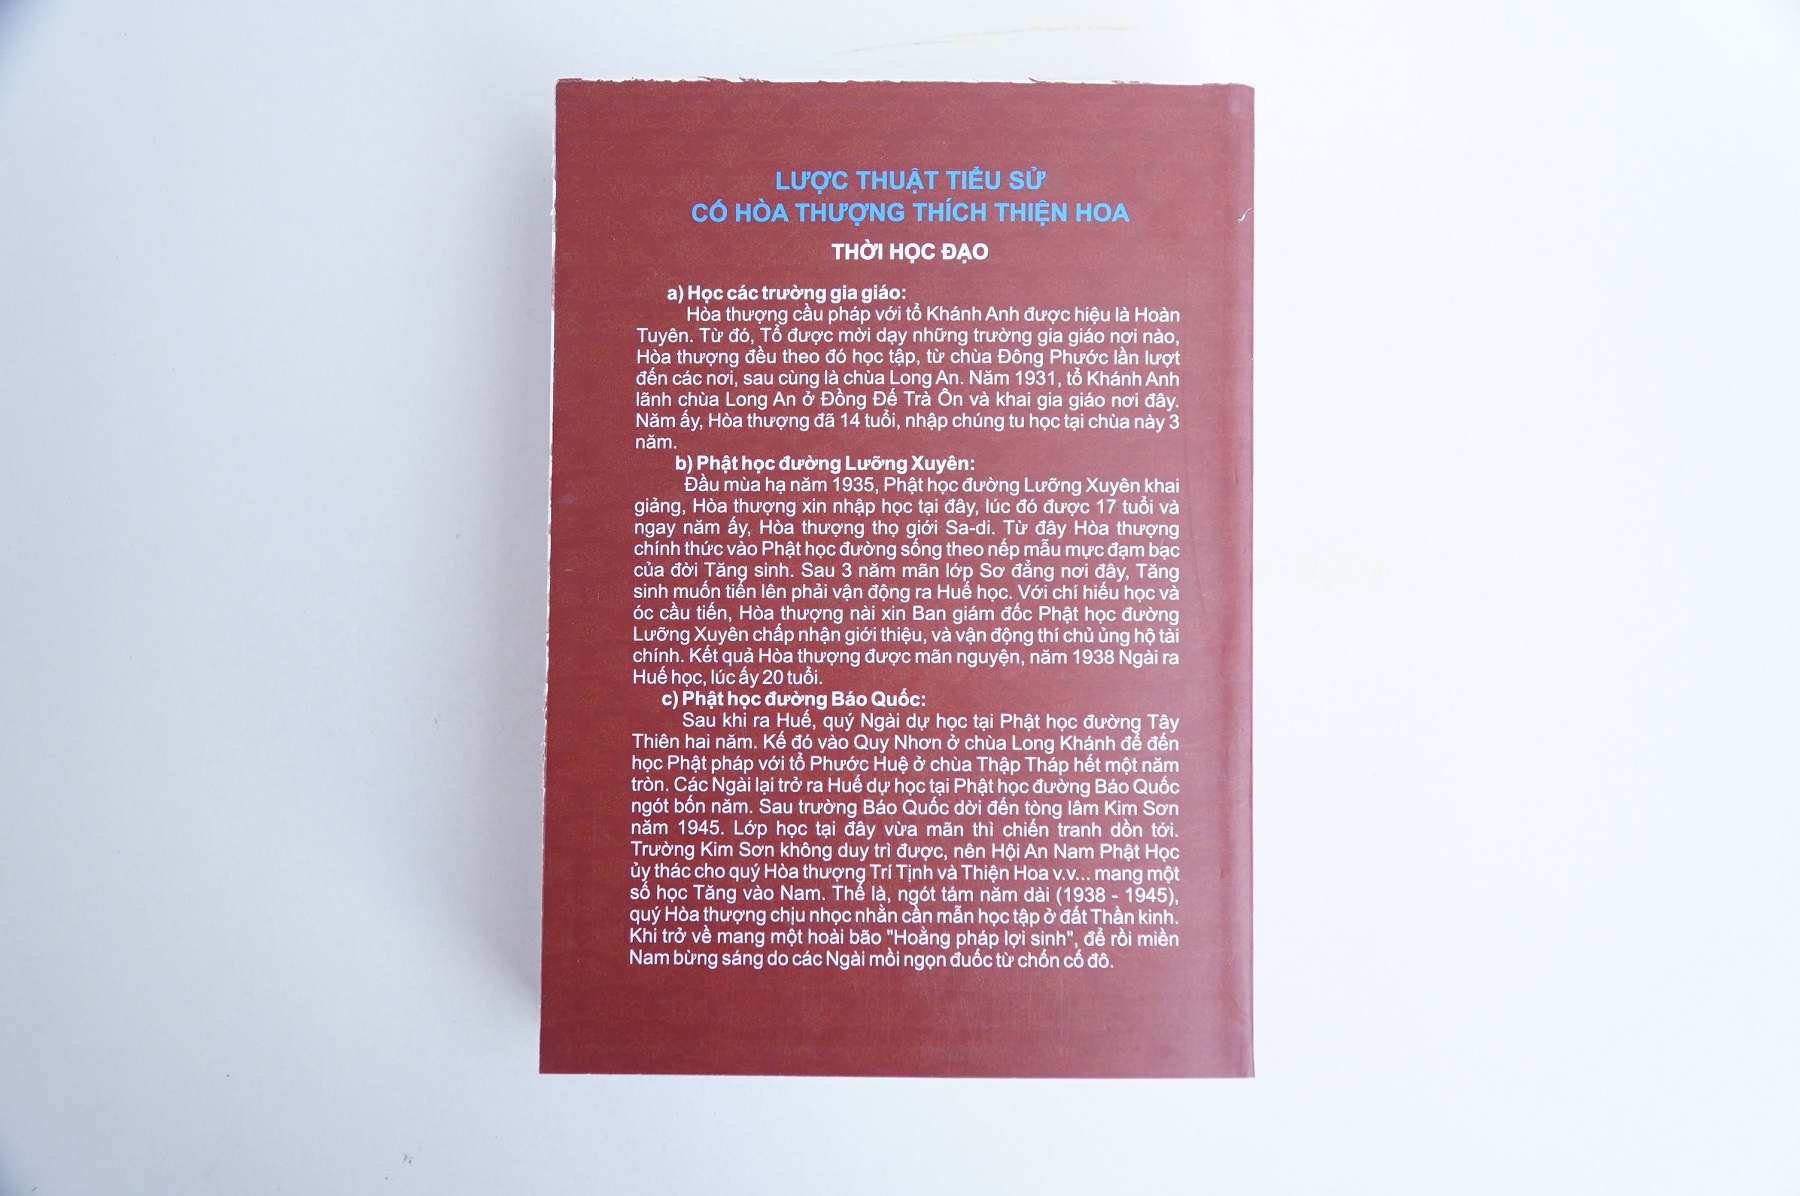 LƯỢC THUẬT TIỂU SỬ
CỐ HÒA THƯỢNG THÍCH THIỆN HOA
THỜI HỌC ĐẠO
a) Học các trường gia giáo:
Hòa thượng cầu pháp với tổ Khánh Anh được hiệu là Hoàn
Tuyên. Từ đó, Tổ được mời dạy những trường gia giáo nơi nào,
Hòa thượng đều theo đó học tập, từ chùa Đông Phước lần lượt
đến các nơi, sau cùng là chùa Long An. Năm 1931, tổ Khánh Anh
lãnh chùa Long An ở Đồng Đế Trà Ôn và khai gia giáo nơi đây.
Năm ấy, Hòa thượng đã 14 tuổi, nhập chúng tu học tại chùa này 3
năm.
b) Phật học đường Lưỡng Xuyên:
Đầu mùa hạ năm 1935, Phật học đường Lưỡng Xuyên khai
giảng, Hòa thượng xin nhập học tại đây, lúc đó được 17 tuổi và
ngay năm ấy, Hòa thượng thọ giới Sa-di. Từ đây Hòa thượng
chính thức vào Phật học đường sống theo nếp mẫu mực đạm bạc
của đời Tăng sinh. Sau 3 năm mãn lớp Sơ đẳng nơi đây, Tăng
sinh muốn tiến lên phải vận động ra Huế học. Với chí hiếu học và
óc cầu tiến, Hòa thượng nài xin Ban giám đốc Phật học đường
Lưỡng Xuyên chấp nhận giới thiệu, và vận động thí chủ ủng hộ tài
chính. Kết quả Hòa thượng được mãn nguyện, năm 1938 Ngài ra
Huế học, lúc ấy 20 tuổi.
c) Phật học đường Báo Quốc:
Sau khi ra Huế, quý Ngài dự học tại Phật học đường Tây
Thiên hai năm. Kế đó vào Quy Nhơn ở chùa Long Khánh để đến
học Phật pháp với tổ Phước Huệ ở chùa Thập Tháp hết một năm
tròn. Các Ngài lại trở ra Huế dự học tại Phật học đường Báo Quốc
ngót bốn năm. Sau trường Báo Quốc dời đến tòng lâm Kim Sơn
năm 1945. Lớp học tại đây vừa mãn thì chiến tranh dồn tới.
Trường Kim Sơn không duy trì được, nên Hội An Nam Phật Học
ủy thác cho quý Hòa thượng Trí Tịnh và Thiện Hoa v.v... mang một
số học Tăng vào Nam. Thế là, ngót tám năm dài (1938 - 1945),
quý Hòa thượng chịu nhọc nhằn cần mẫn học tập ở đất Thần kinh.
Khi trở về mang một hoài bão "Hoằng pháp lợi sinh", để rồi miền
Nam bừng sáng do các Ngài mồi ngọn đuốc từ chốn cố đô.